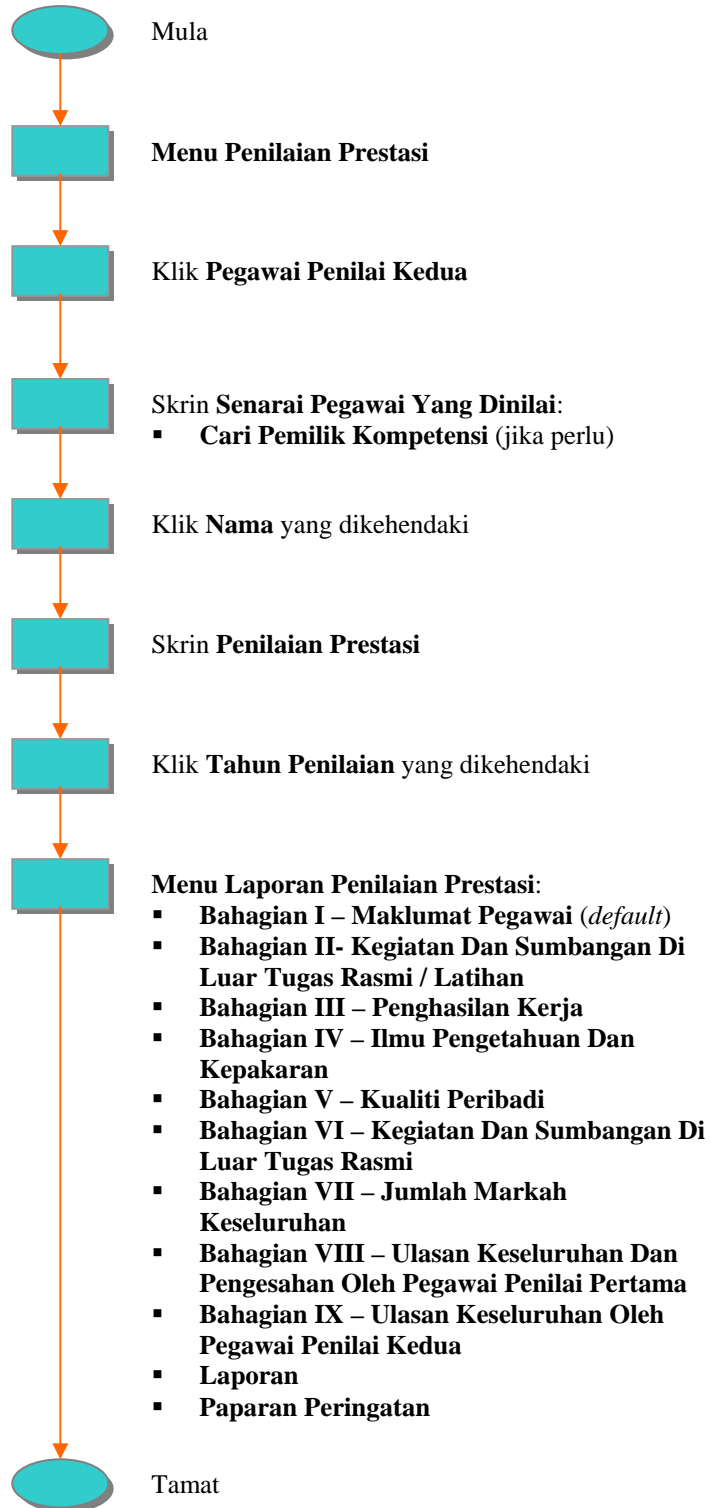 Mula
Menu Penilaian Prestasi
Klik Pegawai Penilai Kedua
Skrin Senarai Pegawai Yang Dinilai:
▪ Cari Pemilik Kompetensi (jika perlu)
Klik Nama yang dikehendaki
Skrin Penilaian Prestasi
Klik Tahun Penilaian yang dikehendaki
Menu Laporan Penilaian Prestasi:
▪ Bahagian I – Maklumat Pegawai (default)
▪ Bahagian II- Kegiatan Dan Sumbangan Di
Luar Tugas Rasmi / Latihan
▪ Bahagian III – Penghasilan Kerja
▪ Bahagian IV – Ilmu Pengetahuan Dan
Kepakaran
▪ Bahagian V – Kualiti Peribadi
▪ Bahagian VI – Kegiatan Dan Sumbangan Di
Luar Tugas Rasmi
▪ Bahagian VII – Jumlah Markah
Keseluruhan
▪ Bahagian VIII – Ulasan Keseluruhan Dan
Pengesahan Oleh Pegawai Penilai Pertama
▪ Bahagian IX – Ulasan Keseluruhan Oleh
Pegawai Penilai Kedua
▪ Laporan
▪ Paparan Peringatan
Tamat